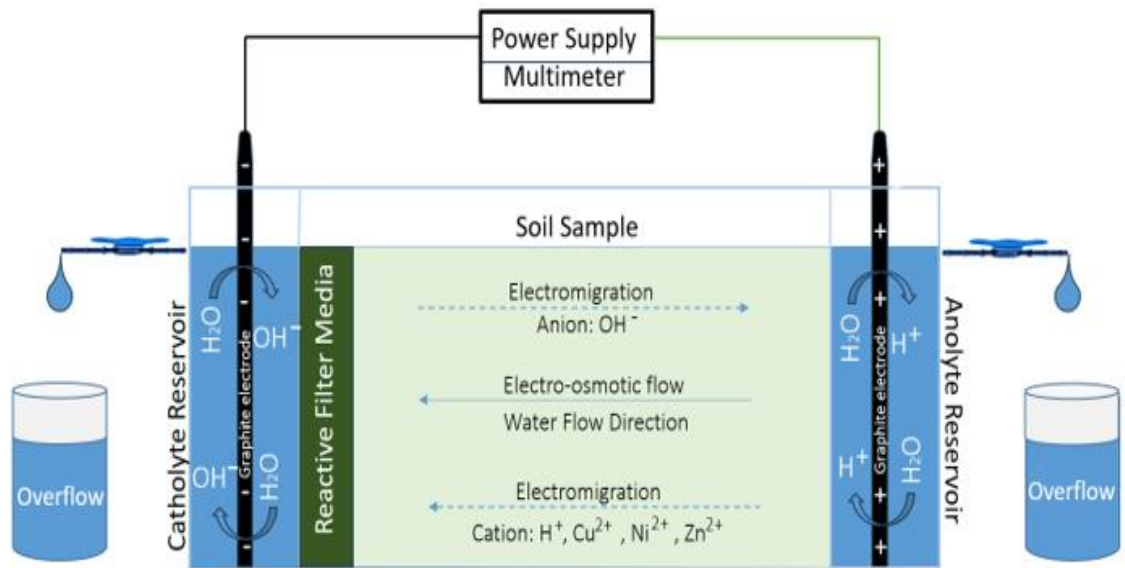 Power Supply
Multimeter
Soil Sample
Catholyte Reservoir
H₂O
OH⁻
OH⁻
H₂O
-
-
-
-
-
Graphite electrode
Reactive Filter Media
Electromigration
Anion: OH⁻
Electro-osmotic flow
Water Flow Direction
Electromigration
Cation: H⁺, Cu²⁺ , Ni²⁺ , Zn²⁺
H₂O
H⁺
H⁺
H₂O
+
+
+
+
+
Graphite electrode
Anolyte Reservoir
Overflow
Overflow